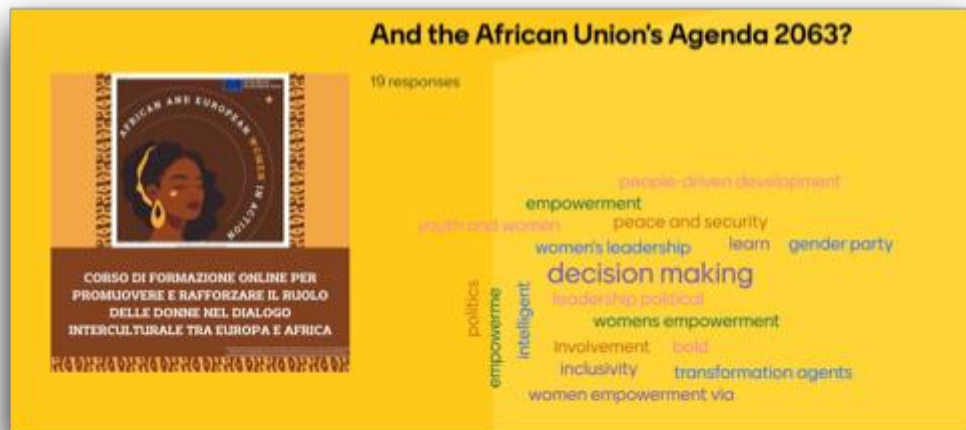 And the African Union's Agenda 2063?
19 responses
AFRICAN AND EUROPEAN WOMEN IN ACTION
CORSO DI FORMAZIONE ONLINE PER
PROMUOVERE E RAFFORZARE IL RUOLO
DELLE DONNE NEL DIALOGO
INTERCULTURALE TRA EUROPA E AFRICA
people-driven development
empowerment
youth and women
peace and security
women's leadership
learn
gender party
decision making
leadership political
womens empowerment
politics
empowerme
intelligent
involvement
bold
inclusivity
transformation agents
women empowerment via